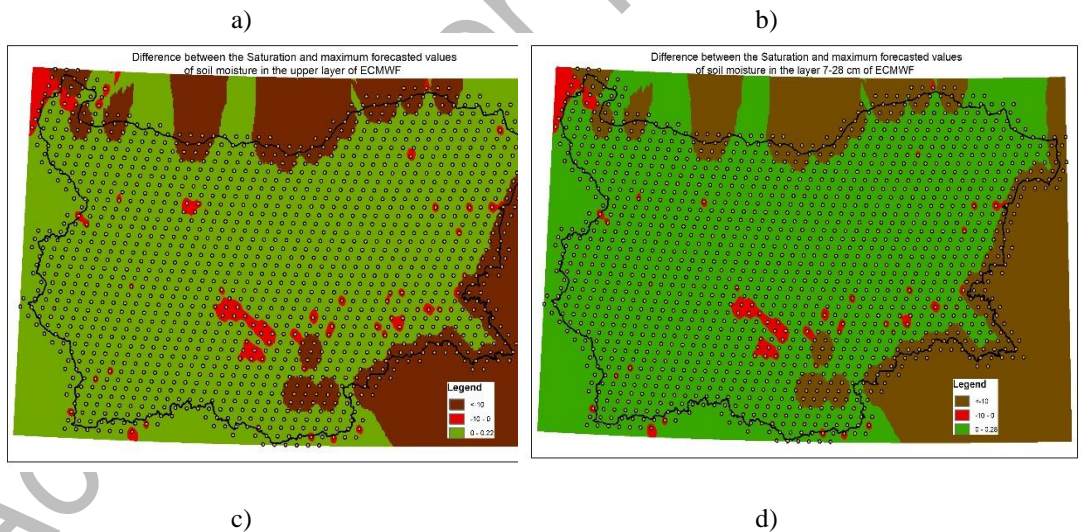 a)
b)
Difference between the Saturation and maximum forecasted values
of soil moisture in the upper layer of ECMWF
Legend
<-10
-10 - 0
0 - 0.22
Difference between the Saturation and maximum forecasted values
of soil moisture in the layer 7-28 cm of ECMWF
Legend
<-10
-10 - 0
0 - 0.28
c)
d)